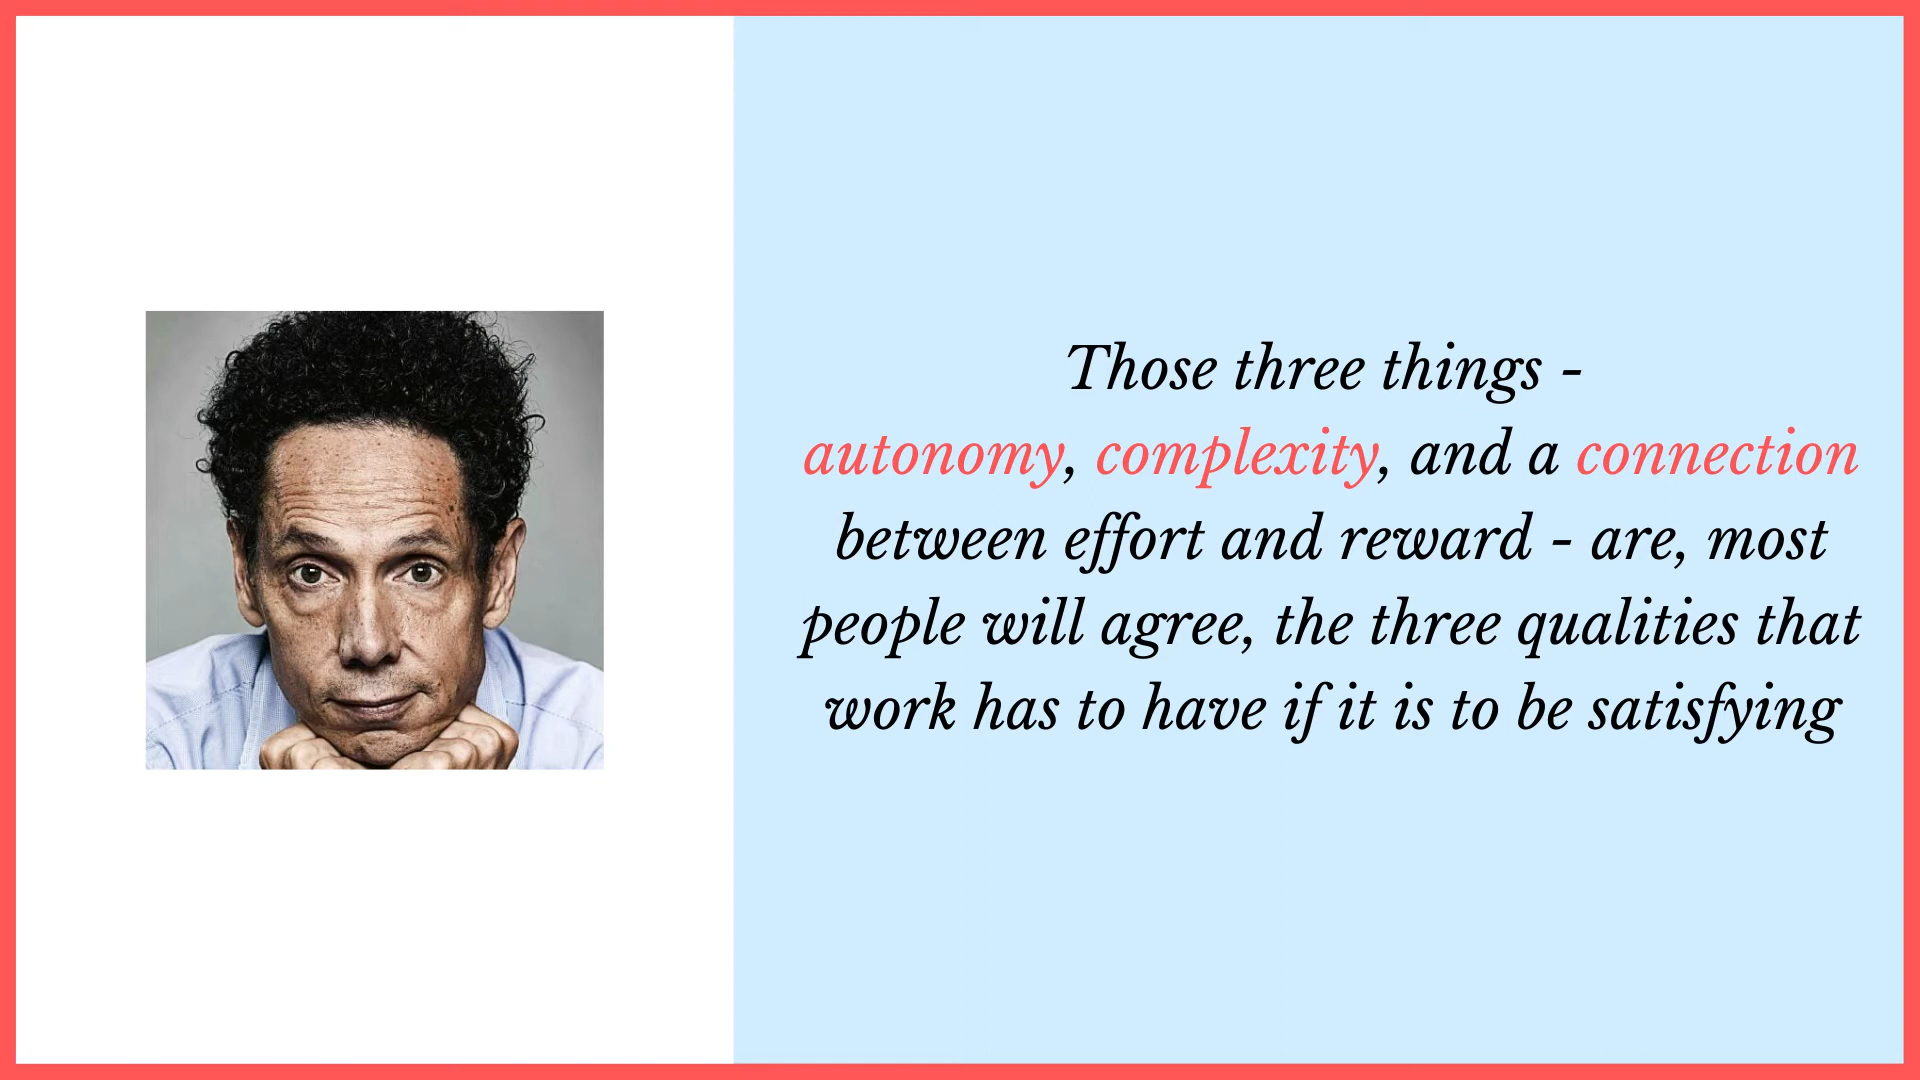 Those three things -
autonomy, complexity, and a connection
between effort and reward - are, most
people will agree, the three qualities that
work has to have if it is to be satisfying